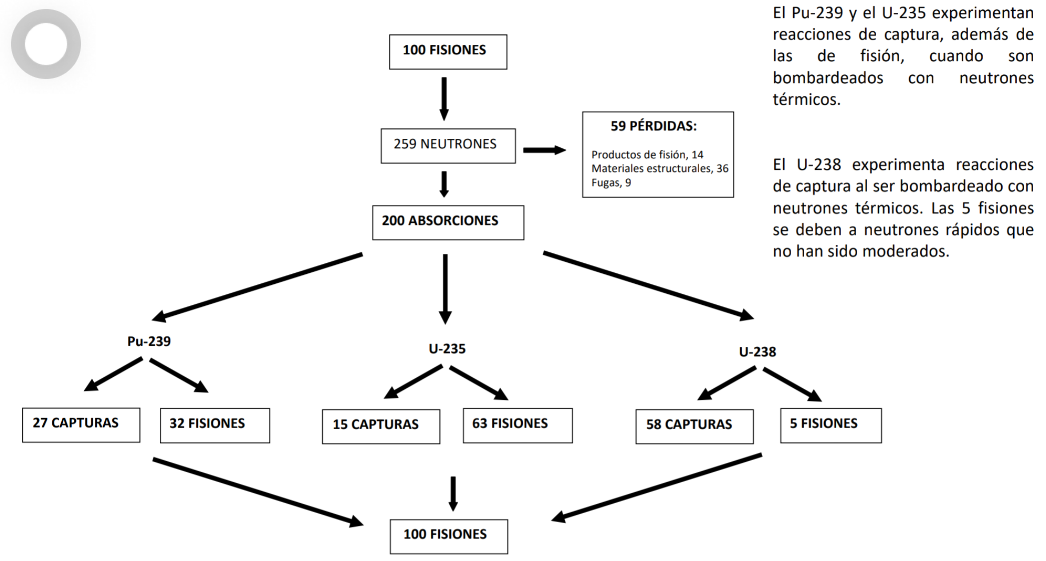 El Pu-239 y el U-235 experimentan
reacciones de captura, además de
las de fisión, cuando son
bombardeados con neutrones
térmicos.
El U-238 experimenta reacciones
de captura al ser bombardeado con
neutrones térmicos. Las 5 fisiones
se deben a neutrones rápidos que
no han sido moderados.
100 FISIONES
259 NEUTRONES
59 PÉRDIDAS:
Productos de fisión, 14
Materiales estructurales, 36
Fugas, 9
200 ABSORCIONES
Pu-239
U-235
U-238
27 CAPTURAS
32 FISIONES
15 CAPTURAS
63 FISIONES
58 CAPTURAS
5 FISIONES
100 FISIONES